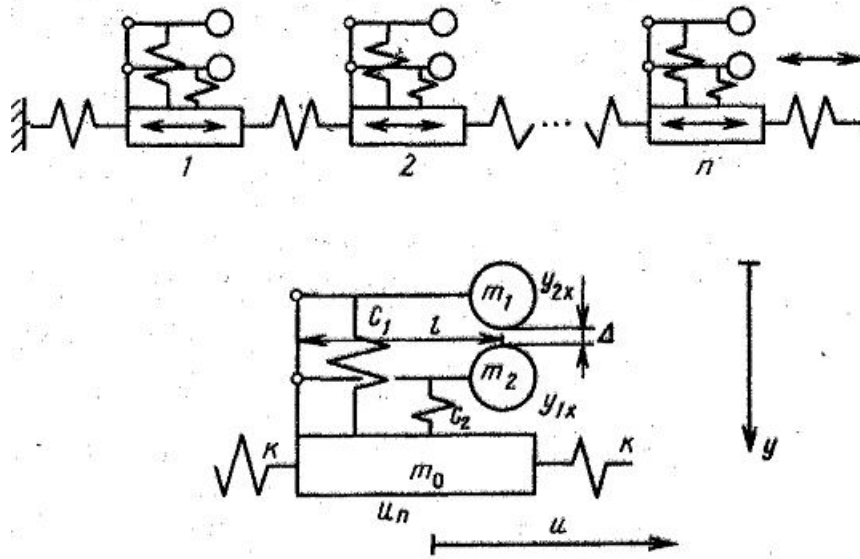 1 2 ... n
m₁ y₂ₓ
C₁ l Δ
m₂
C₂ y₁ₓ
к к y
m₀
uₙ u